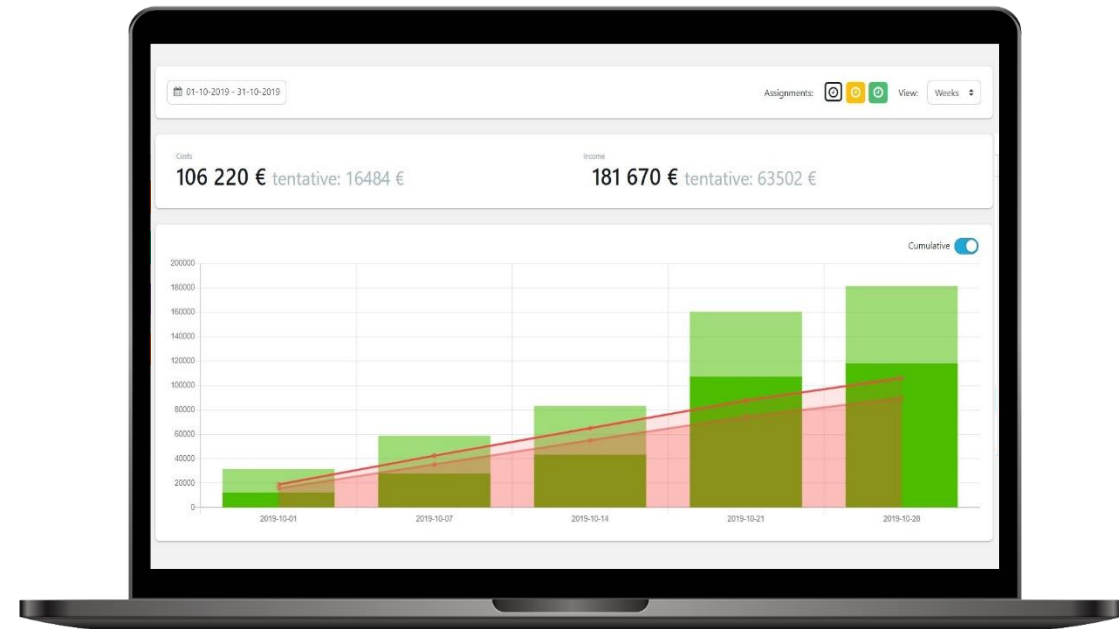 01-10-2019 - 31-10-2019
Assignments:
View:
Weeks
Costs
106 220 € tentative: 16484 €
Income
181 670 € tentative: 63502 €
Cumulative
200000
180000
160000
140000
120000
100000
80000
60000
40000
20000
0
2019-10-01
2019-10-07
2019-10-14
2019-10-21
2019-10-28